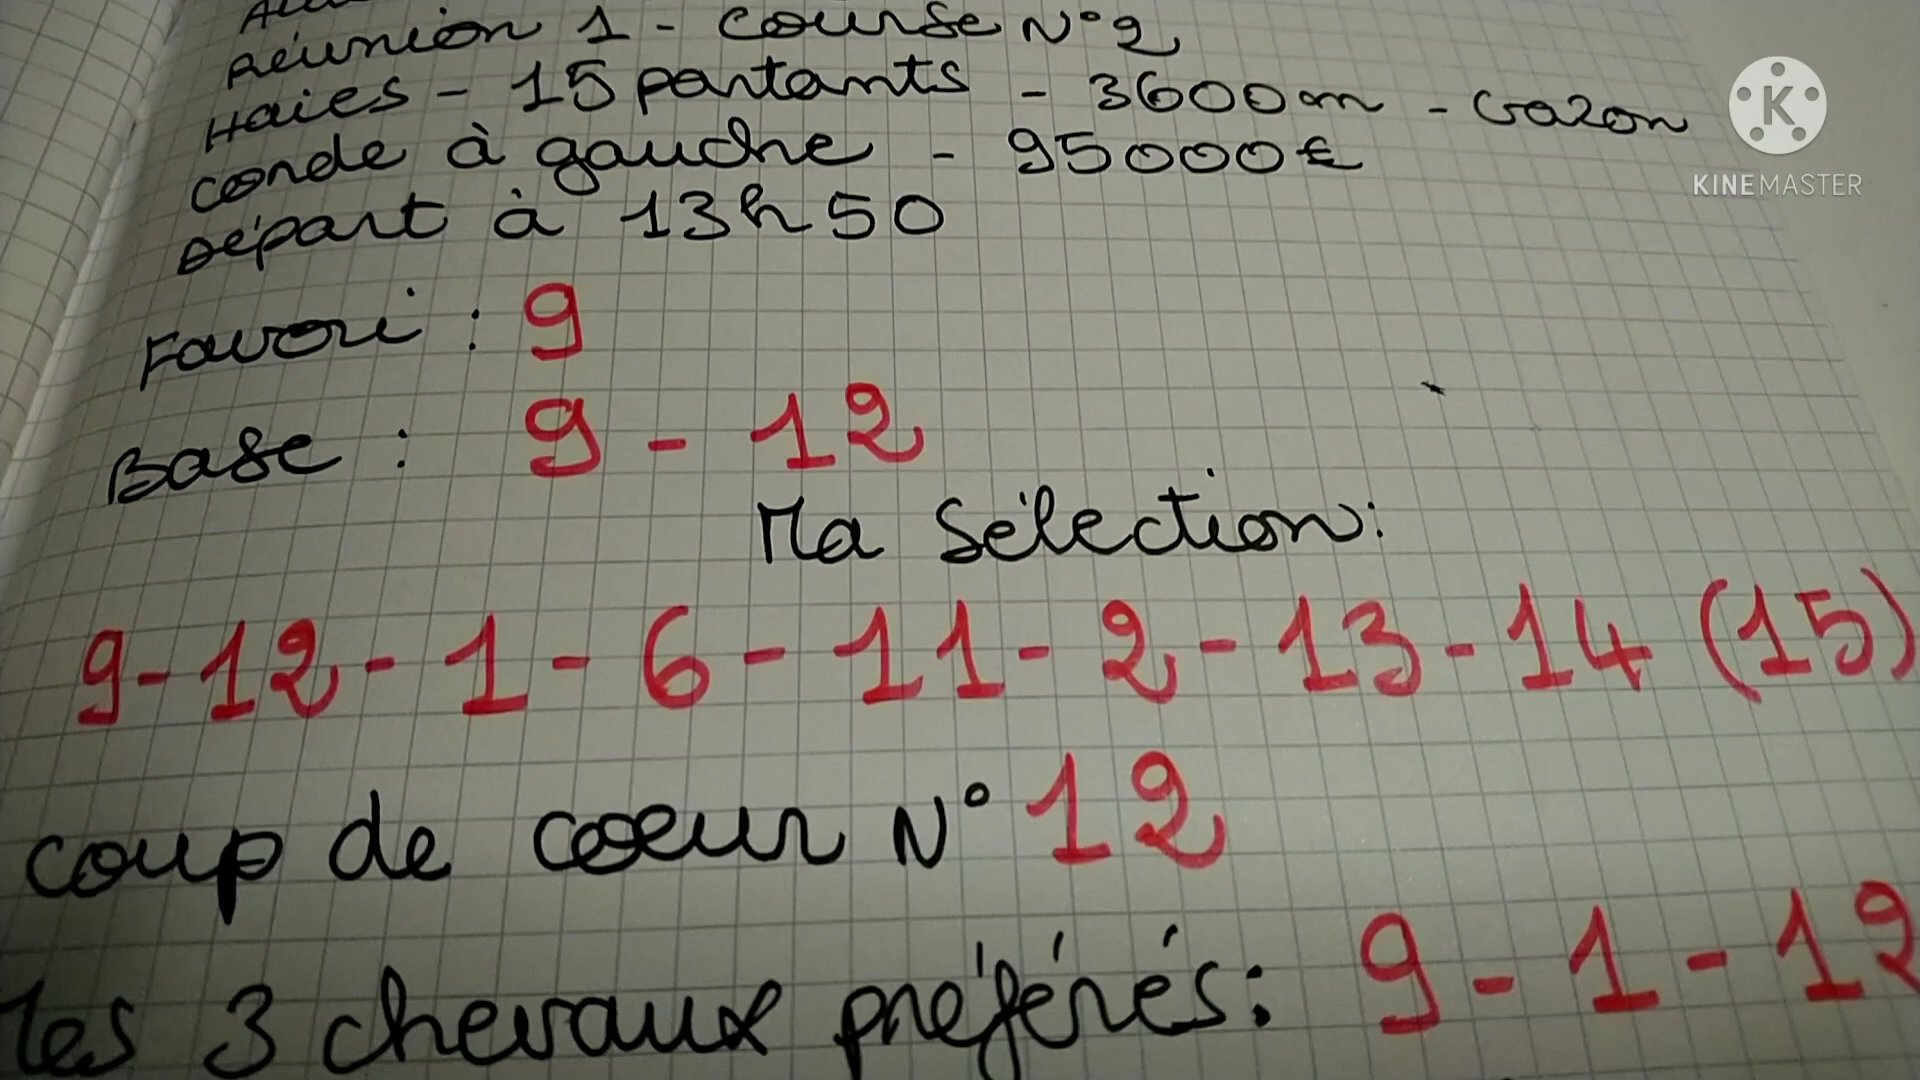 Réunion 1 - course N°2
Haies - 15 partants - 3600m - Gazon
corde à gauche - 95000€
Départ à 13h50
Favori : 9
Base : 9 - 12
Ma Sélection:
9-12-1-6-11-2-13-14 (15)
coup de coeur N° 12
Mes 3 chevaux préférés: 9-1-12
KINEMASTER